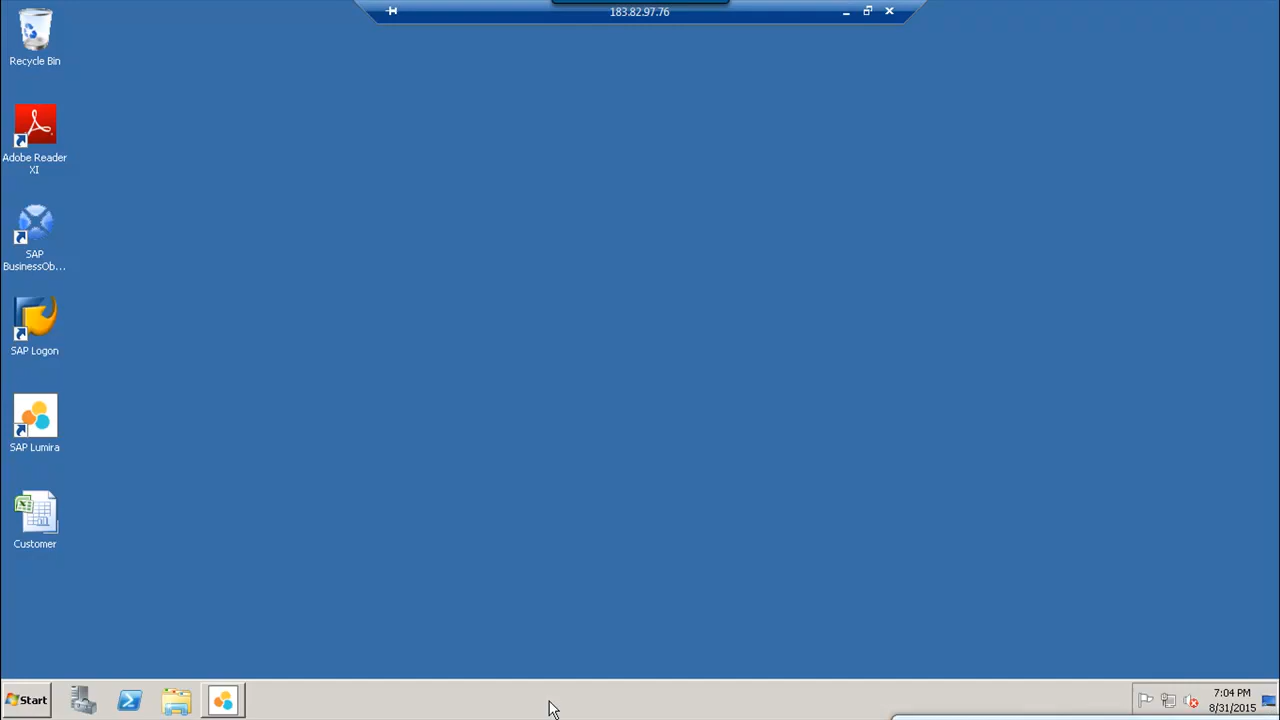 183.82.97.76
Recycle Bin
Adobe Reader
XI
SAP
BusinessOb...
SAP Logon
SAP Lumira
Customer
Start
7:04 PM
8/31/2015